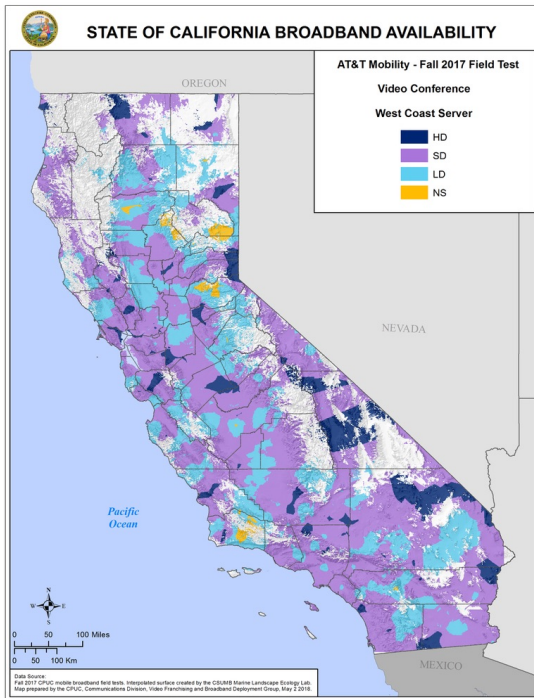 STATE OF CALIFORNIA BROADBAND AVAILABILITY
AT&T Mobility - Fall 2017 Field Test
Video Conference
West Coast Server
HD
SD
LD
NS
OREGON
NEVADA
Pacific
Ocean
N
W E
S
0 50 100 Miles
0 50 100 Km
MEXICO
Data Source:
Fall 2017 CPUC mobile broadband field tests. Interpolated surface created by the CSUMB Marine Landscape Ecology Lab.
Map prepared by the CPUC, Communications Division, Video Franchising and Broadband Deployment Group, May 2 2018.